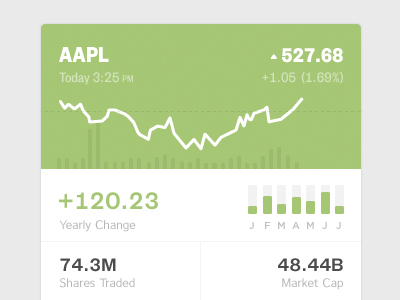 AAPL
527.68
Today 3:25 PM
+1.05 (1.69%)
+120.23
Yearly Change
J F M A M J J
74.3M
Shares Traded
48.44B
Market Cap